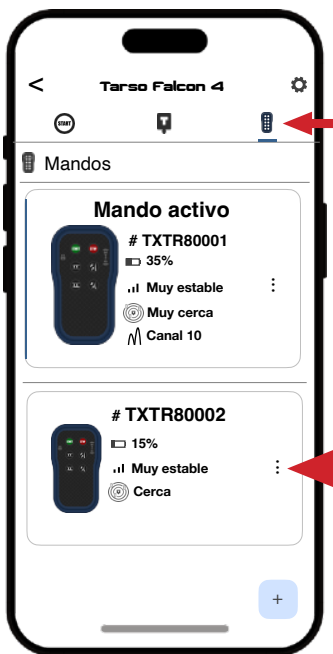 <
Tarso Falcon 4
START
T
Mandos
Mando activo
# TXTR80001
35%
Muy estable
Muy cerca
Canal 10
# TXTR80002
15%
Muy estable
Cerca
+